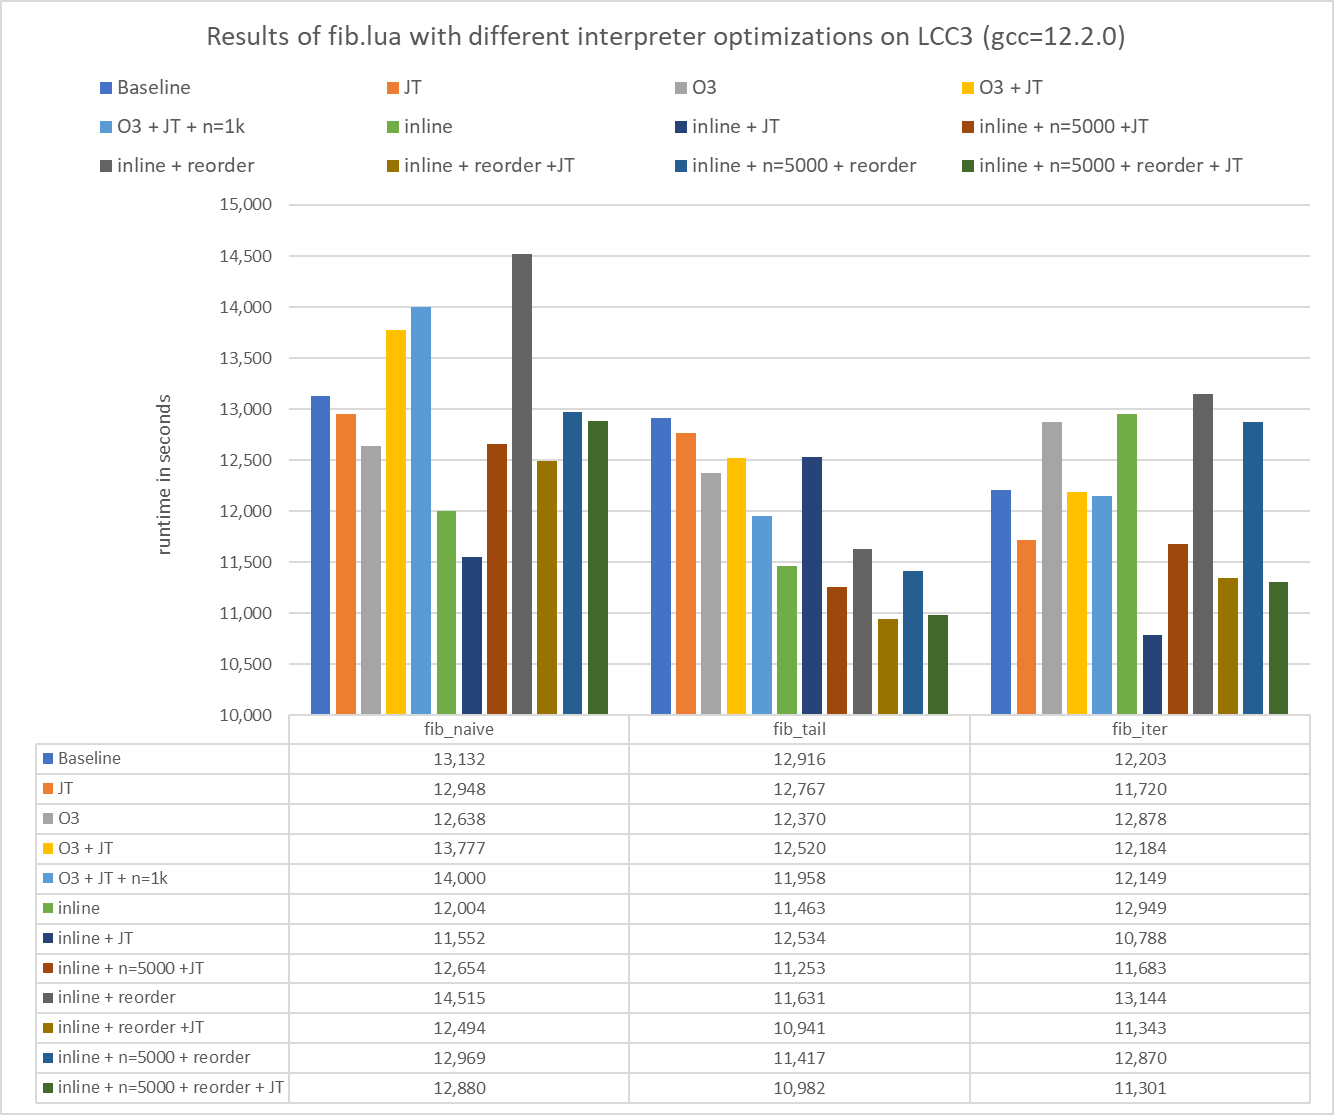 Results of fib.lua with different interpreter optimizations on LCC3 (gcc=12.2.0)
Baseline JT O3 O3 + JT
O3 + JT + n=1k inline inline + JT inline + n=5000 +JT
inline + reorder inline + reorder +JT inline + n=5000 + reorder inline + n=5000 + reorder + JT
runtime in seconds
15,000
14,500
14,000
13,500
13,000
12,500
12,000
11,500
11,000
10,500
10,000
fib_naive fib_tail fib_iter
Baseline 13,132 12,916 12,203
JT 12,948 12,767 11,720
O3 12,638 12,370 12,878
O3 + JT 13,777 12,520 12,184
O3 + JT + n=1k 14,000 11,958 12,149
inline 12,004 11,463 12,949
inline + JT 11,552 12,534 10,788
inline + n=5000 +JT 12,654 11,253 11,683
inline + reorder 14,515 11,631 13,144
inline + reorder +JT 12,494 10,941 11,343
inline + n=5000 + reorder 12,969 11,417 12,870
inline + n=5000 + reorder + JT 12,880 10,982 11,301